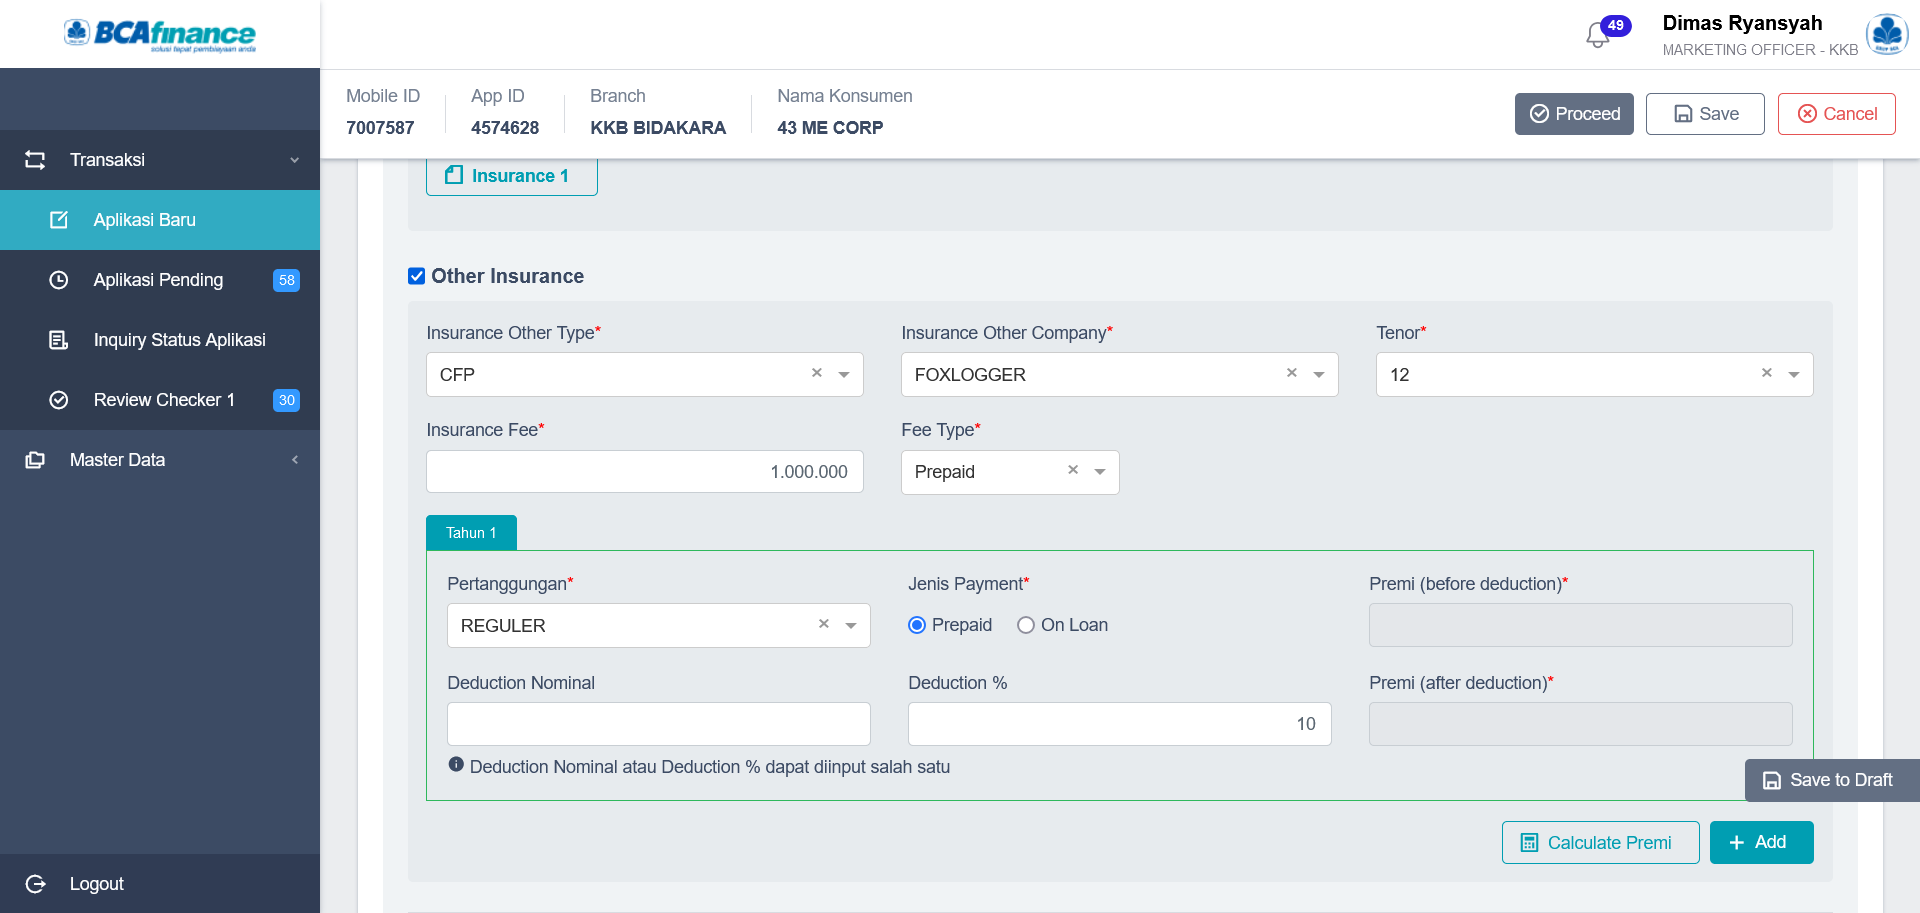 BCAfinance
solusi tepat pembiayaan anda
49
Dimas Ryansyah
MARKETING OFFICER - KKB
Mobile ID
7007587
App ID
4574628
Branch
KKB BIDAKARA
Nama Konsumen
43 ME CORP
Proceed
Save
Cancel
Transaksi
Aplikasi Baru
Aplikasi Pending
58
Inquiry Status Aplikasi
Review Checker 1
30
Master Data
Logout
Insurance 1
Other Insurance
Insurance Other Type*
Insurance Other Company*
Tenor*
CFP
FOXLOGGER
12
Insurance Fee*
Fee Type*
1.000.000
Prepaid
Tahun 1
Pertanggungan*
Jenis Payment*
Premi (before deduction)*
REGULER
Prepaid
On Loan
Deduction Nominal
Deduction %
Premi (after deduction)*
10
Deduction Nominal atau Deduction % dapat diinput salah satu
Save to Draft
Calculate Premi
Add